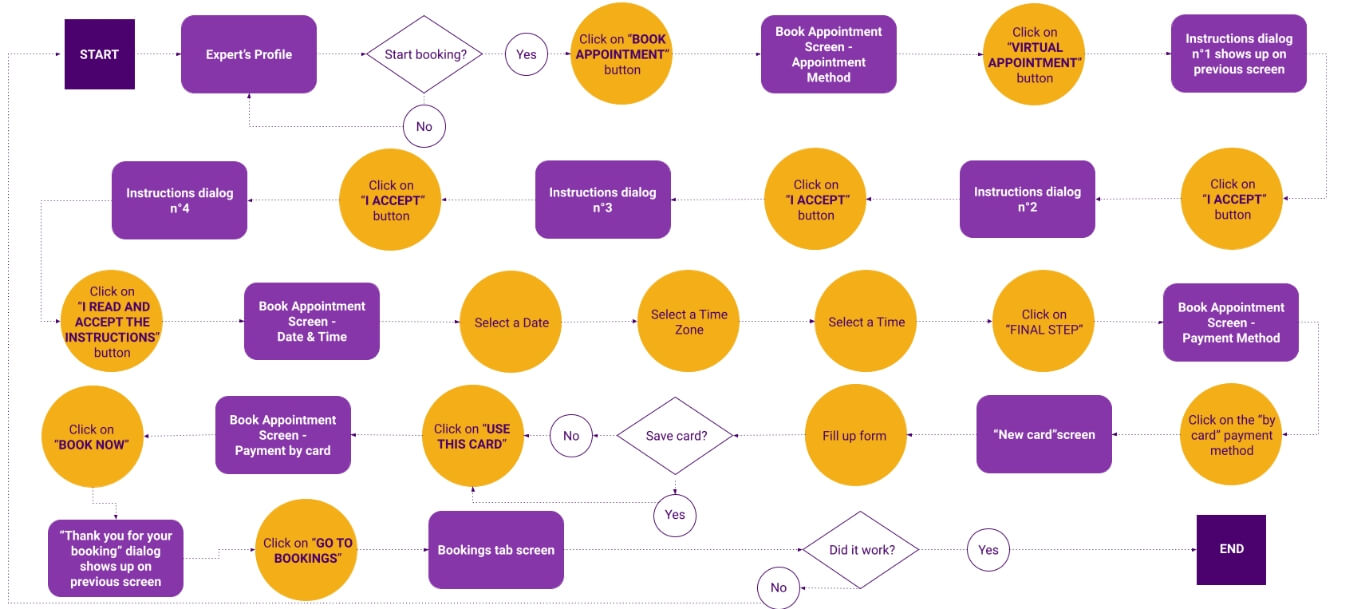 START
Expert's Profile
Start booking?
Yes
No
Click on “BOOK
APPOINTMENT”
button
Book Appointment
Screen -
Appointment
Method
Click on
“VIRTUAL
APPOINTMENT”
button
Instructions dialog
n°1 shows up on
previous screen
Click on
“I ACCEPT”
button
Instructions dialog
n°2
Click on
“I ACCEPT”
button
Instructions dialog
n°3
Click on
“I ACCEPT”
button
Instructions dialog
n°4
Click on
“I READ AND
ACCEPT THE
INSTRUCTIONS”
button
Book Appointment
Screen -
Date & Time
Select a Date
Select a Time
Zone
Select a Time
Click on
“FINAL STEP”
Book Appointment
Screen -
Payment Method
Click on the “by
card” payment
method
“New card”screen
Fill up form
Save card?
No
Yes
Click on “USE
THIS CARD”
Book Appointment
Screen -
Payment by card
Click on
“BOOK NOW”
“Thank you for your
booking” dialog
shows up on
previous screen
Click on “GO TO
BOOKINGS”
Bookings tab screen
Did it work?
No
Yes
END